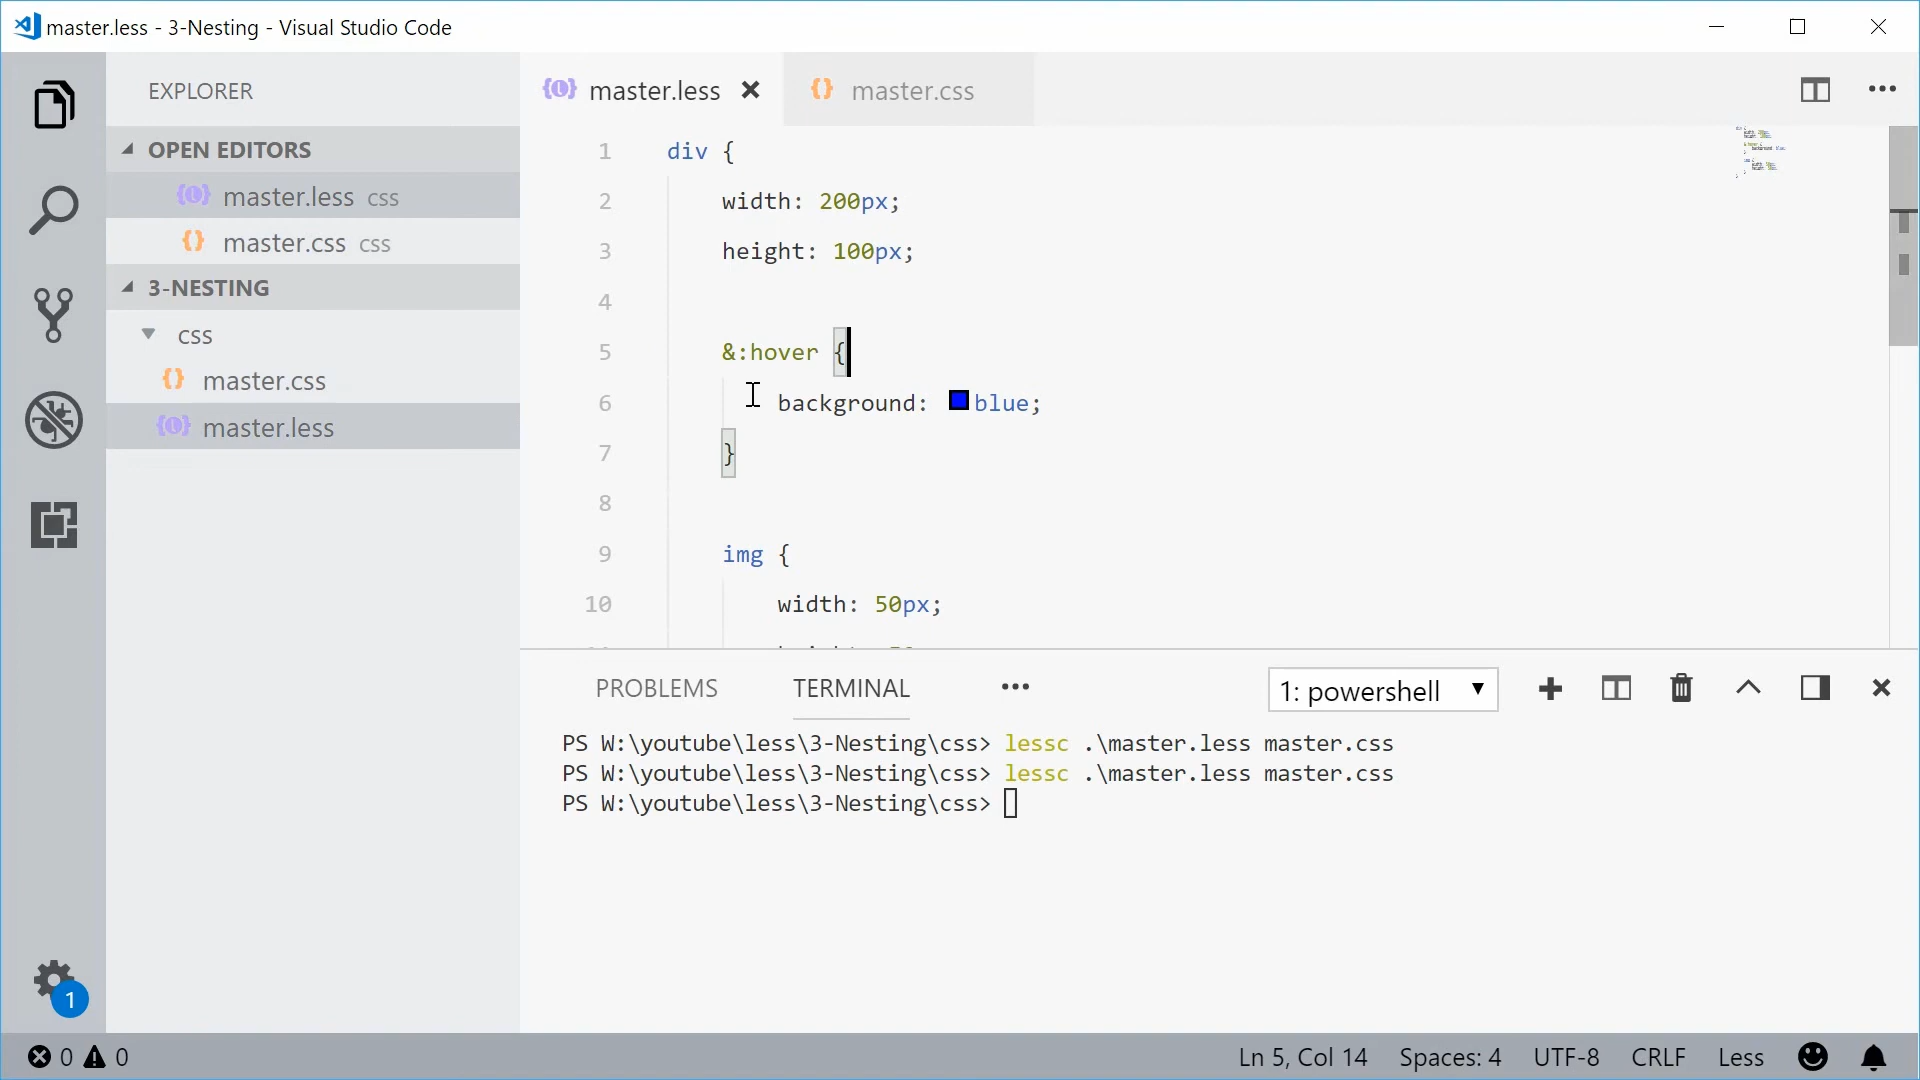 master.less - 3-Nesting - Visual Studio Code
EXPLORER
OPEN EDITORS
master.less css
master.css css
3-NESTING
css
master.css
master.less
master.less
master.css
1 div {
2 width: 200px;
3 height: 100px;
4
5 &:hover {
6 background: blue;
7 }
8
9 img {
10 width: 50px;
PROBLEMS TERMINAL
1: powershell
PS W:\youtube\less\3-Nesting\css> lessc .\master.less master.css
PS W:\youtube\less\3-Nesting\css> lessc .\master.less master.css
PS W:\youtube\less\3-Nesting\css>
1
0 0
Ln 5, Col 14 Spaces: 4 UTF-8 CRLF Less